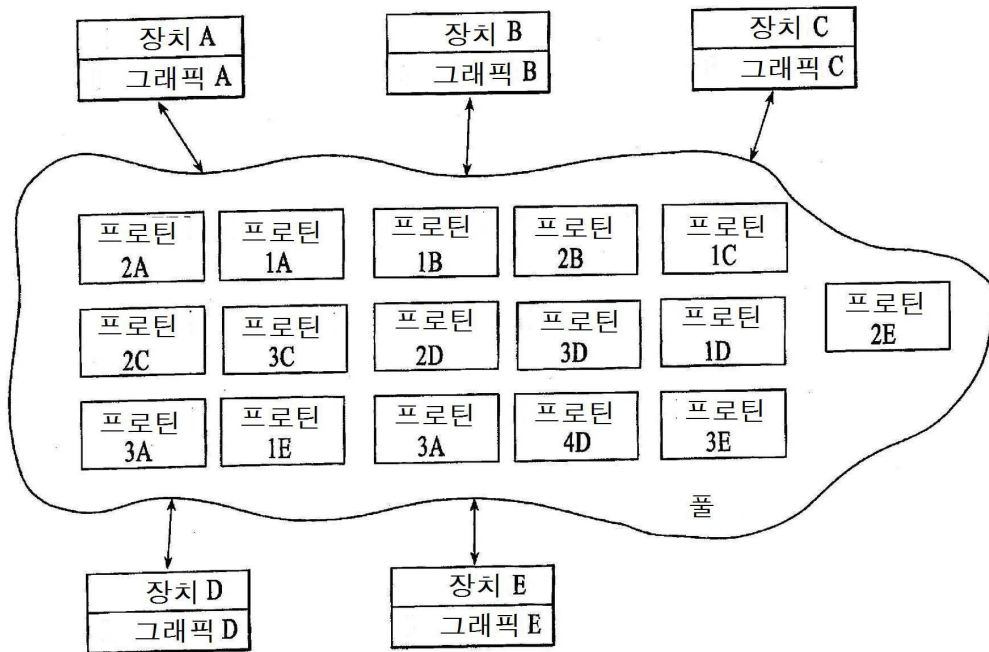 장치 A
그래픽 A
장치 B
그래픽 B
장치 C
그래픽 C
프로틴
2A
프로틴
1A
프로틴
1B
프로틴
2B
프로틴
1C
프로틴
2E
프로틴
2C
프로틴
3C
프로틴
2D
프로틴
3D
프로틴
1D
프로틴
3A
프로틴
1E
프로틴
3A
프로틴
4D
프로틴
3E
풀
장치 D
그래픽 D
장치 E
그래픽 E